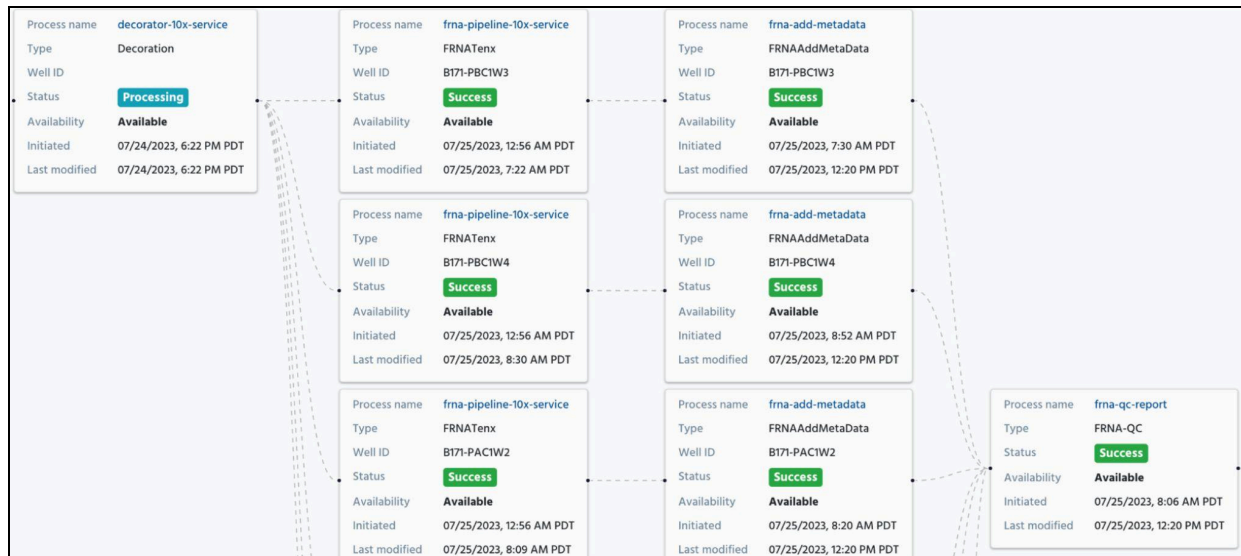 Process name decorator-10x-service
Type Decoration
Well ID
Status Processing
Availability Available
Initiated 07/24/2023, 6:22 PM PDT
Last modified 07/24/2023, 6:22 PM PDT
Process name frna-pipeline-10x-service
Type FRNATenx
Well ID B171-PBC1W3
Status Success
Availability Available
Initiated 07/25/2023, 12:56 AM PDT
Last modified 07/25/2023, 7:22 AM PDT
Process name frna-add-metadata
Type FRNAAddMetaData
Well ID B171-PBC1W3
Status Success
Availability Available
Initiated 07/25/2023, 7:30 AM PDT
Last modified 07/25/2023, 12:20 PM PDT
Process name frna-pipeline-10x-service
Type FRNATenx
Well ID B171-PBC1W4
Status Success
Availability Available
Initiated 07/25/2023, 12:56 AM PDT
Last modified 07/25/2023, 8:30 AM PDT
Process name frna-add-metadata
Type FRNAAddMetaData
Well ID B171-PBC1W4
Status Success
Availability Available
Initiated 07/25/2023, 8:52 AM PDT
Last modified 07/25/2023, 12:20 PM PDT
Process name frna-pipeline-10x-service
Type FRNATenx
Well ID B171-PAC1W2
Status Success
Availability Available
Initiated 07/25/2023, 12:56 AM PDT
Last modified 07/25/2023, 8:09 AM PDT
Process name frna-add-metadata
Type FRNAAddMetaData
Well ID B171-PAC1W2
Status Success
Availability Available
Initiated 07/25/2023, 8:20 AM PDT
Last modified 07/25/2023, 12:20 PM PDT
Process name frna-qc-report
Type FRNA-QC
Status Success
Availability Available
Initiated 07/25/2023, 8:06 AM PDT
Last modified 07/25/2023, 12:20 PM PDT